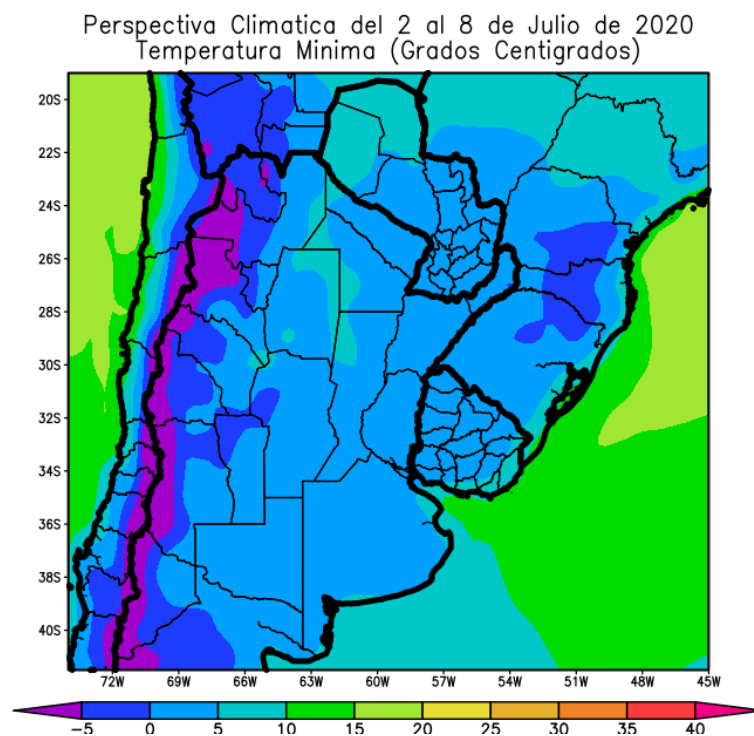 Perspectiva Climatica del 2 al 8 de Julio de 2020
Temperatura Minima (Grados Centigrados)
20S
22S
24S
26S
28S
30S
32S
34S
36S
38S
40S
72W 69W 66W 63W 60W 57W 54W 51W 48W 45W
-5 0 5 10 15 20 25 30 35 40